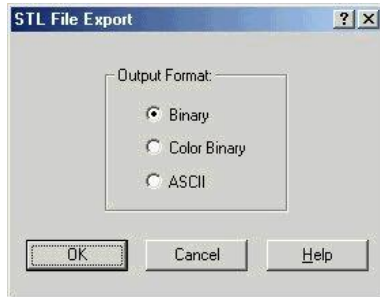 STL File Export
Output Format:
Binary
Color Binary
ASCII
OK Cancel Help